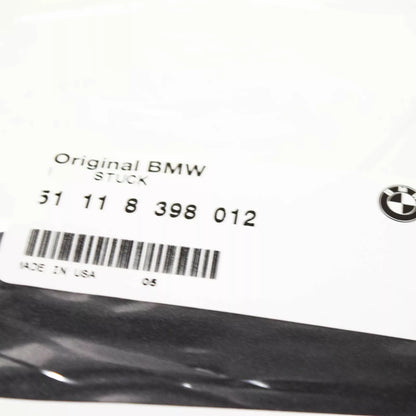 Original BMW
STUCK
51 11 8 398 012
MADE IN USA 05